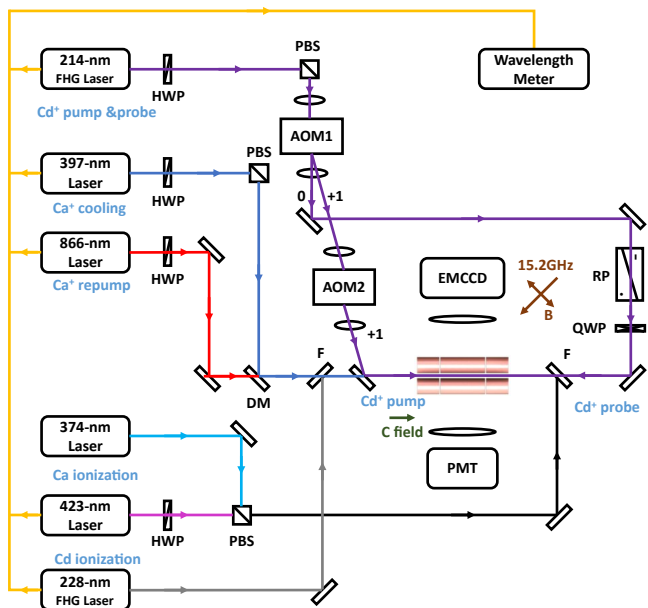 PBS
214-nm
FHG Laser
Wavelength
Meter
HWP
Cd⁺ pump &probe
AOM1
PBS
397-nm
Laser
HWP
Ca⁺ cooling
0
+1
866-nm
Laser
HWP
Ca⁺ repump
AOM2
EMCCD
15.2GHz
B
RP
QWP
+1
F
F
DM
Cd⁺ pump
Cd⁺ probe
C field
374-nm
Laser
Ca ionization
PMT
423-nm
Laser
HWP
PBS
Cd ionization
228-nm
FHG Laser